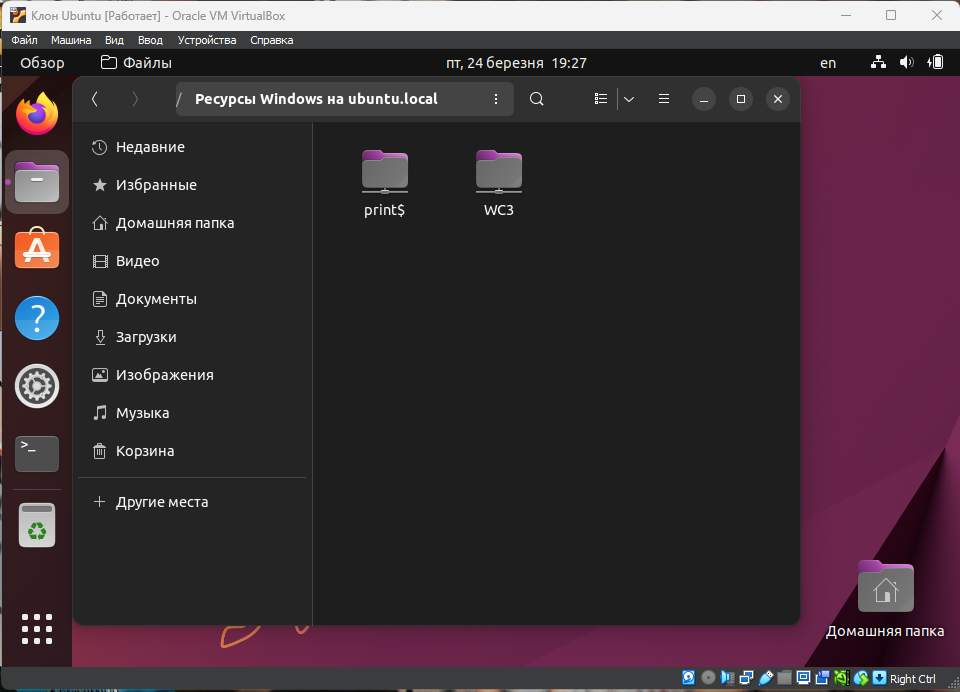 Клон Ubuntu [Работает] - Oracle VM VirtualBox
Файл Машина Вид Ввод Устройства Справка
Обзор Файлы пт, 24 березня 19:27 en
/ Ресурсы Windows на ubuntu.local
Недавние
Избранные
Домашняя папка
Видео
Документы
Загрузки
Изображения
Музыка
Корзина
+ Другие места
print$ WC3
>_
?
Домашняя папка
Right Ctrl